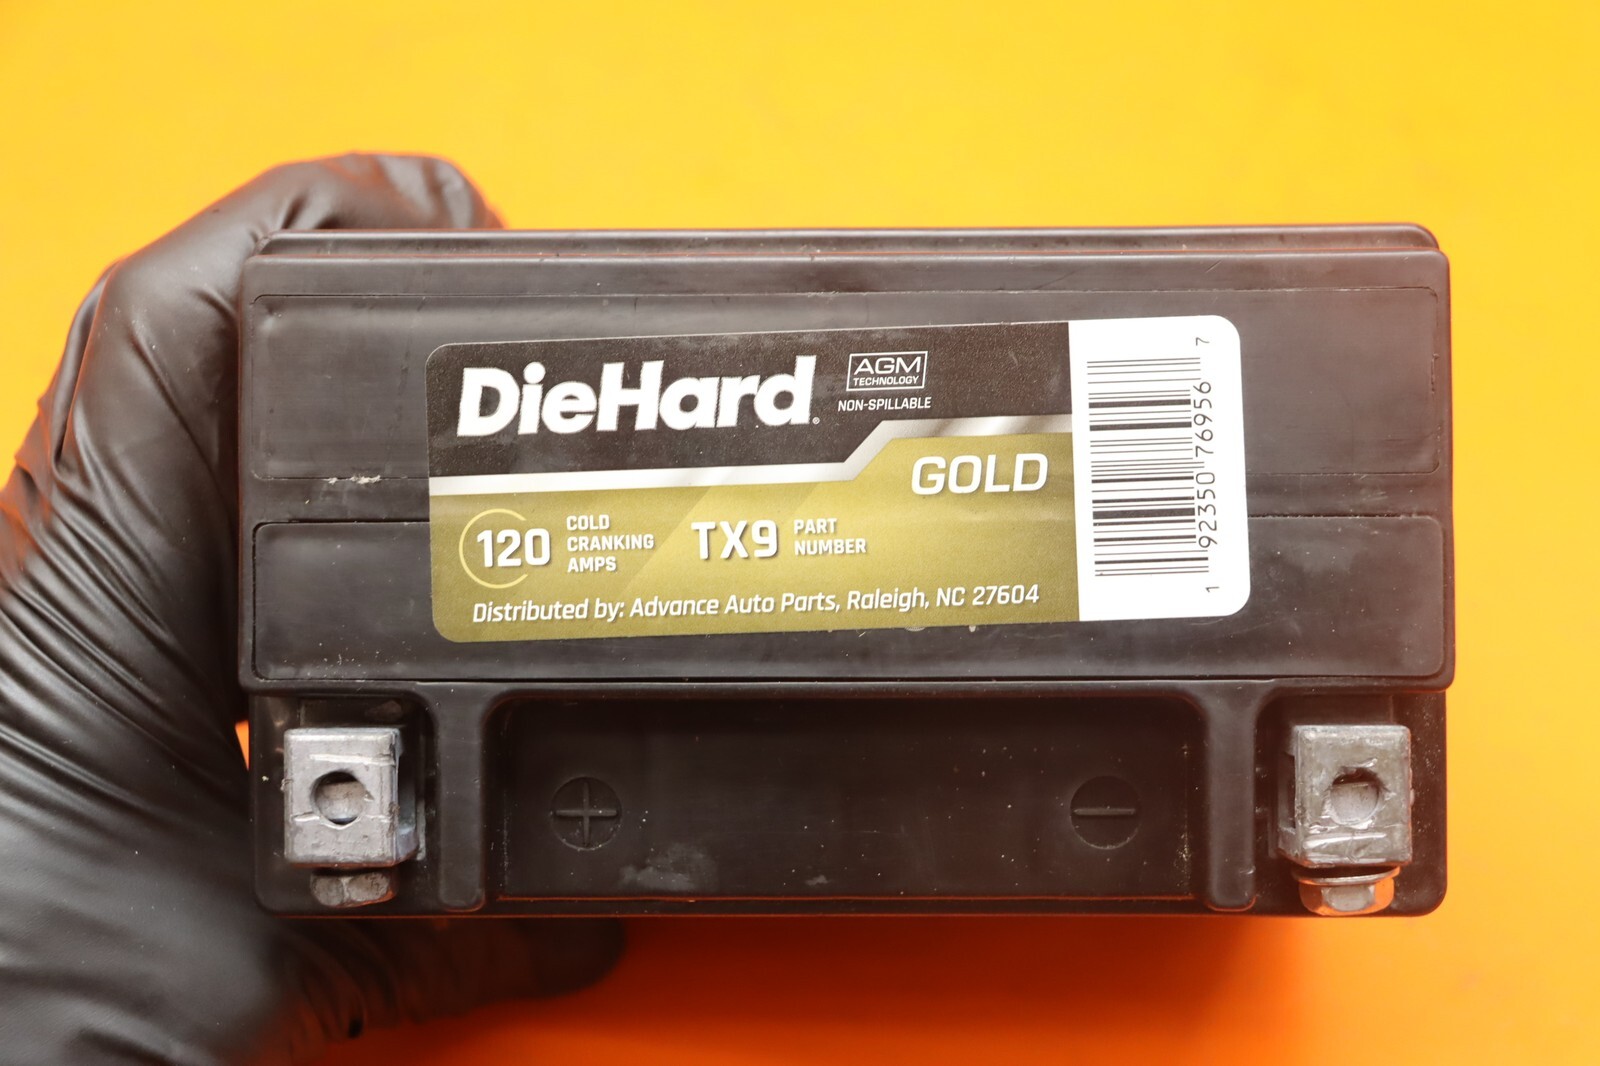 DieHard
AGM
TECHNOLOGY
NON-SPILLABLE
GOLD
120
COLD
CRANKING
AMPS
TX9
PART
NUMBER
Distributed by: Advance Auto Parts, Raleigh, NC 27604
1 92350 76956 7
+
−